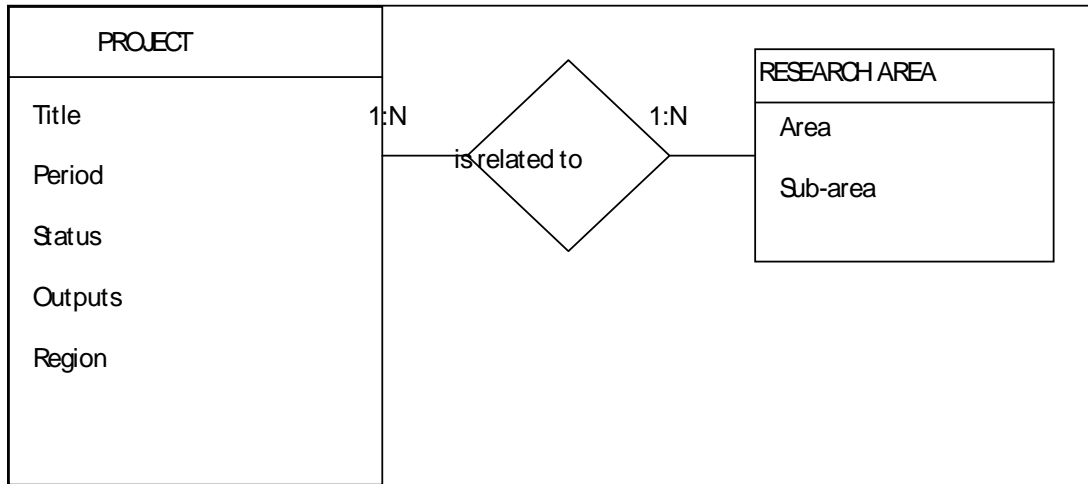 PROJECT
Title
Period
Status
Outputs
Region
1:N
is related to
1:N
RESEARCH AREA
Area
Sub-area